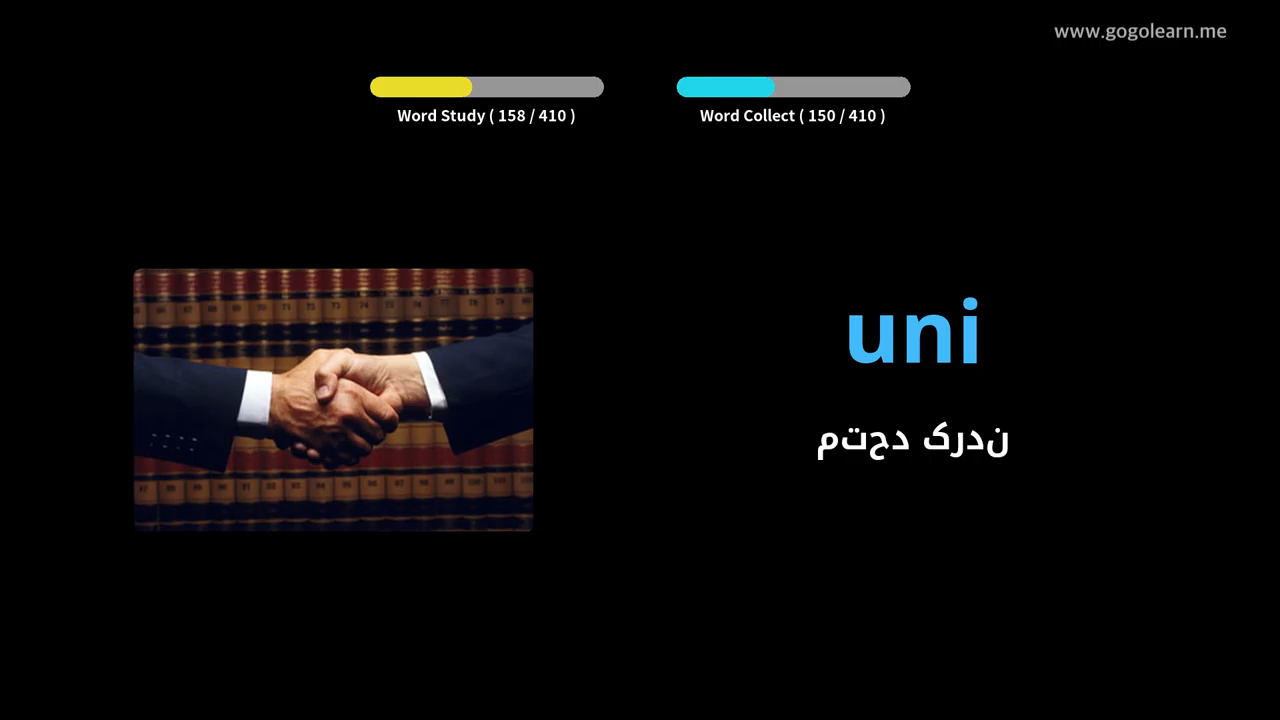 www.gogolearn.me
Word Study ( 158 / 410 )
Word Collect ( 150 / 410 )
uni
متحد کردن